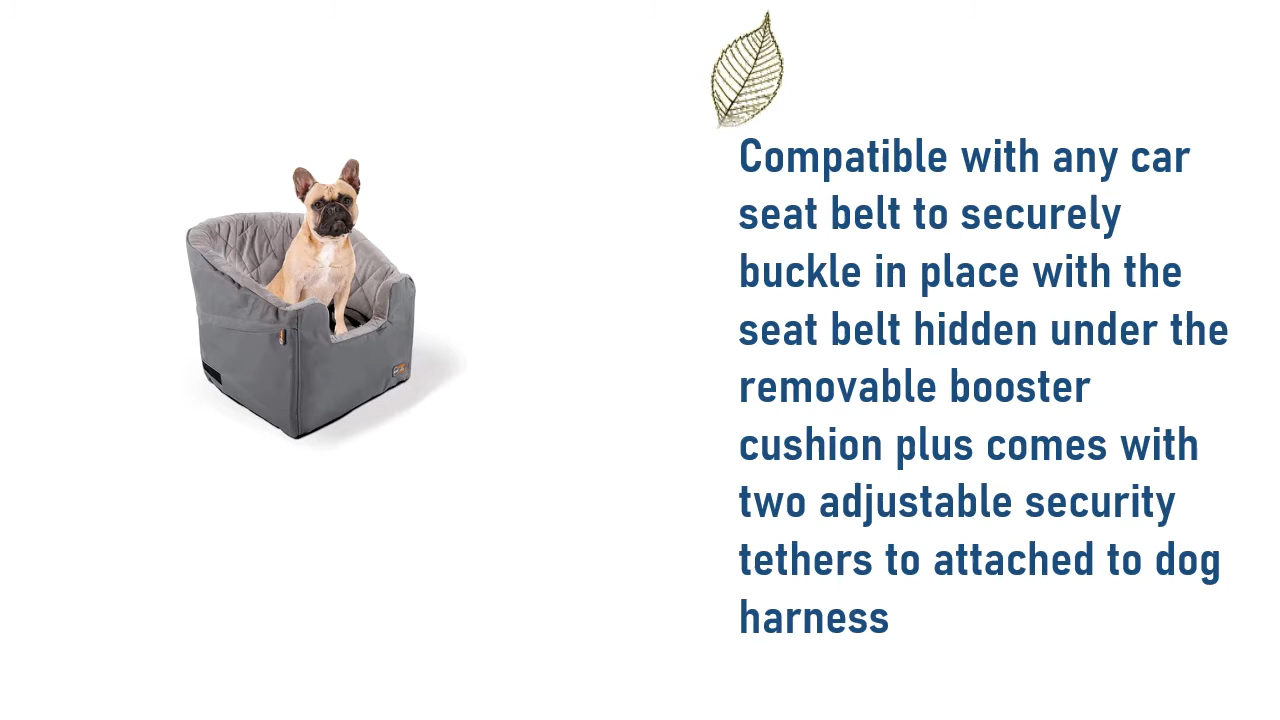 Compatible with any car
seat belt to securely
buckle in place with the
seat belt hidden under the
removable booster
cushion plus comes with
two adjustable security
tethers to attached to dog
harness